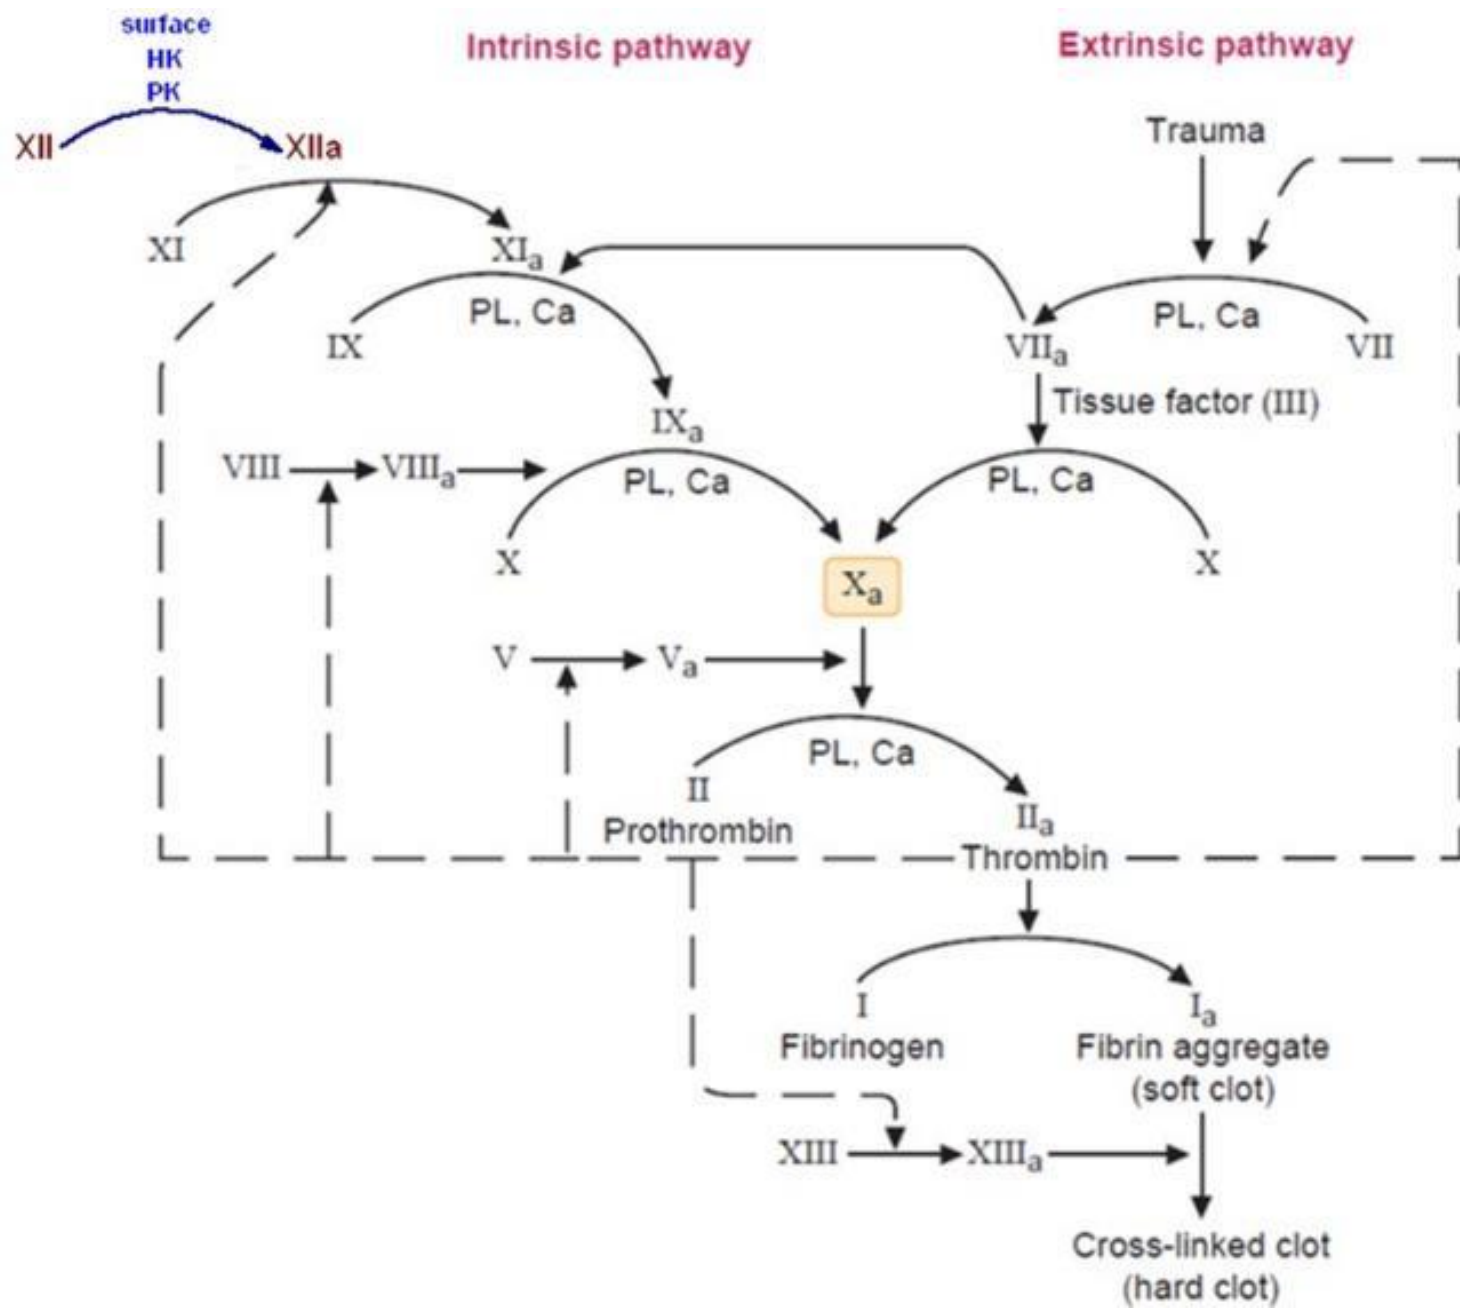 surface
HK
PK
Intrinsic pathway
Extrinsic pathway
XII
XIIa
Trauma
XI
XIa
PL, Ca
IX
PL, Ca
VIIa
VII
Tissue factor (III)
IXa
VIII
VIIIa
PL, Ca
PL, Ca
X
Xa
X
V
Va
PL, Ca
II
Prothrombin
IIa
Thrombin
I
Fibrinogen
Ia
Fibrin aggregate
(soft clot)
XIII
XIIIa
Cross-linked clot
(hard clot)